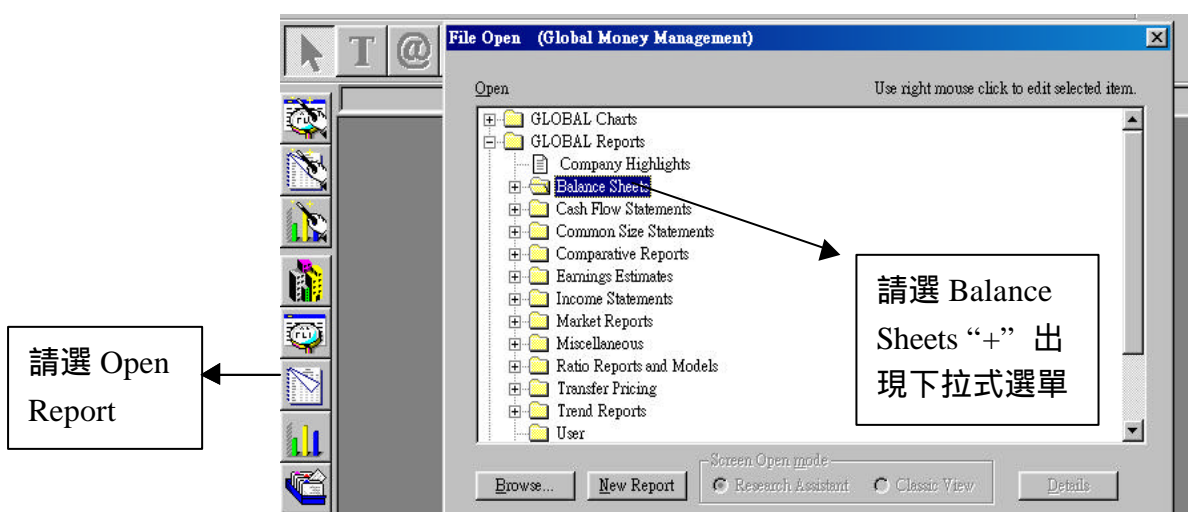 T @
File Open (Global Money Management)
Open
Use right mouse click to edit selected item.
GLOBAL Charts
GLOBAL Reports
Company Highlights
Balance Sheets
Cash Flow Statements
Common Size Statements
Comparative Reports
Earnings Estimates
Income Statements
Market Reports
Miscellaneous
Ratio Reports and Models
Transfer Pricing
Trend Reports
User
Screen Open mode
Browse...
New Report
Research Assistant
Classic View
Details
請選 Open
Report
請選 Balance
Sheets “+” 出
現下拉式選單